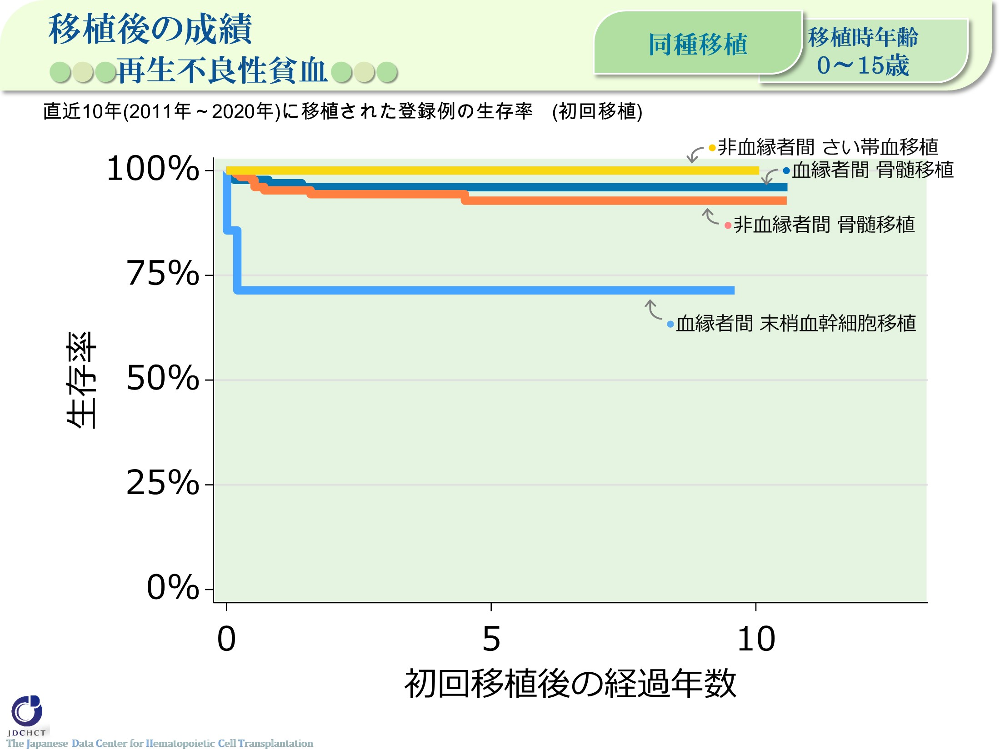 移植後の成績
再生不良性貧血
同種移植
移植時年齢
0〜15歳
直近10年(2011年～2020年)に移植された登録例の生存率　(初回移植)
非血縁者間 さい帯血移植
血縁者間 骨髄移植
非血縁者間 骨髄移植
血縁者間 末梢血幹細胞移植
100%
75%
50%
25%
0%
生存率
0 5 10
初回移植後の経過年数
JDCHCT
The Japanese Data Center for Hematopoietic Cell Transplantation